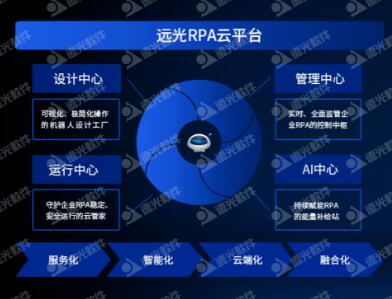 远光RPA云平台
设计中心
管理中心
可视化、极简化操作
的机器人设计工厂
实时、全面监管企
业RPA的控制中枢
运行中心
AI中心
守护企业RPA稳定、
安全运行的云管家
持续赋能RPA
的能量补给站
服务化
智能化
云端化
融合化
远光软件